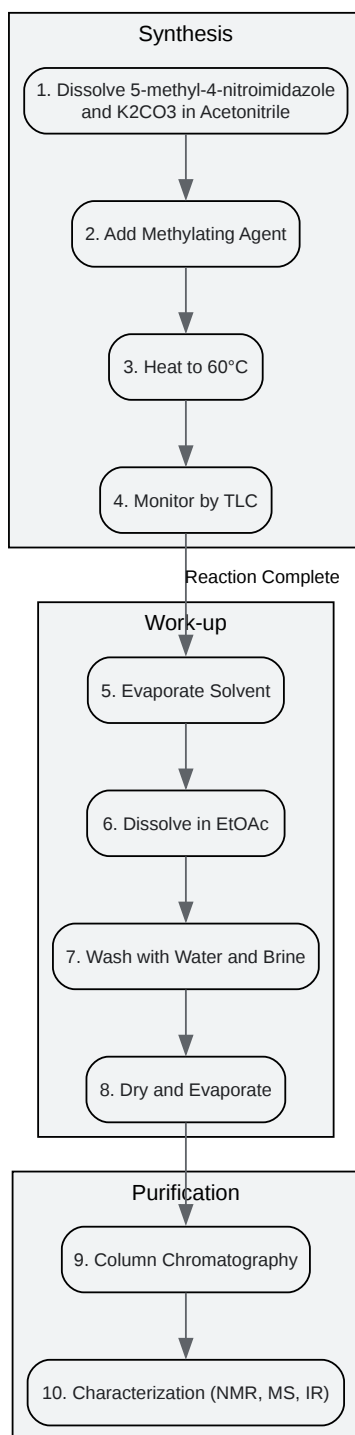 Synthesis
1. Dissolve 5-methyl-4-nitroimidazole
and K2CO3 in Acetonitrile
2. Add Methylating Agent
3. Heat to 60°C
4. Monitor by TLC
Reaction Complete
Work-up
5. Evaporate Solvent
6. Dissolve in EtOAc
7. Wash with Water and Brine
8. Dry and Evaporate
Purification
9. Column Chromatography
10. Characterization (NMR, MS, IR)